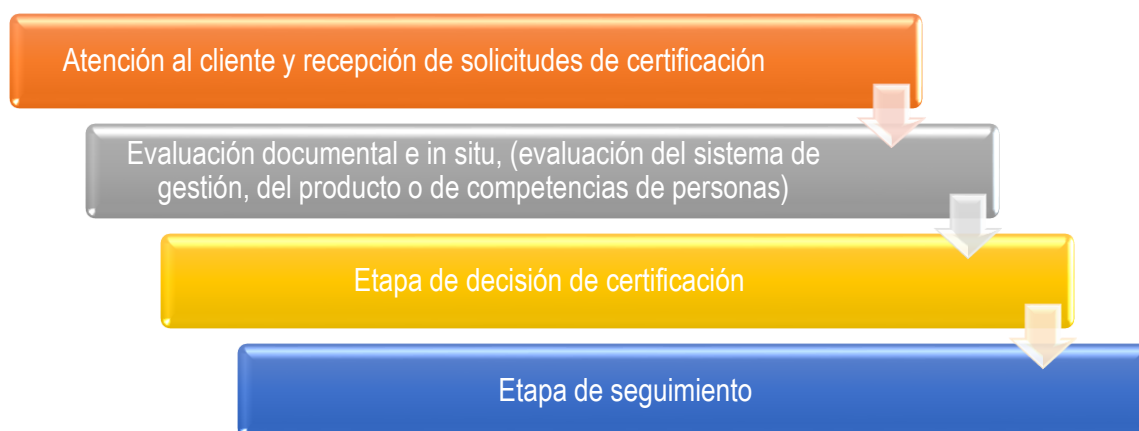 Atención al cliente y recepción de solicitudes de certificación
Evaluación documental e in situ, (evaluación del sistema de
gestión, del producto o de competencias de personas)
Etapa de decisión de certificación
Etapa de seguimiento